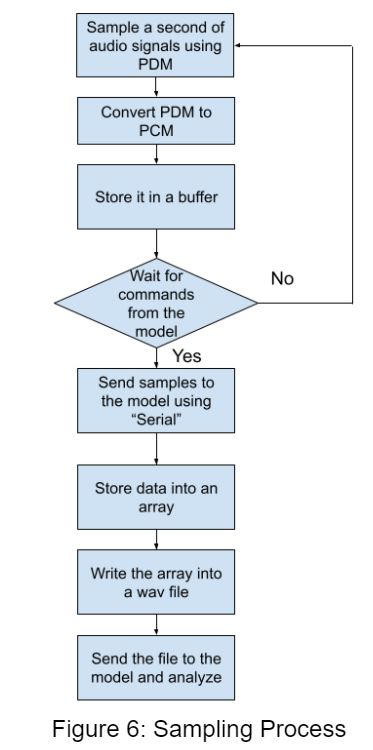 Sample a second of
audio signals using
PDM
Convert PDM to
PCM
Store it in a buffer
Wait for
commands
from the
model
No
Yes
Send samples to
the model using
“Serial”
Store data into an
array
Write the array into
a wav file
Send the file to the
model and analyze
Figure 6: Sampling Process